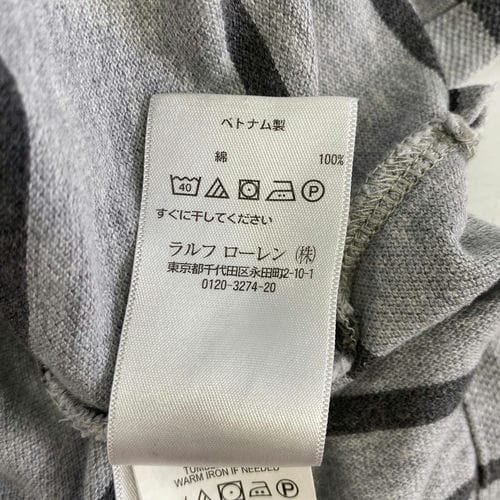 ベトナム製
綿 100%
40 P
すぐに干してください
ラルフ ローレン (株)
東京都千代田区永田町2-10-1
0120-3274-20
WARM IRON IF NEEDED